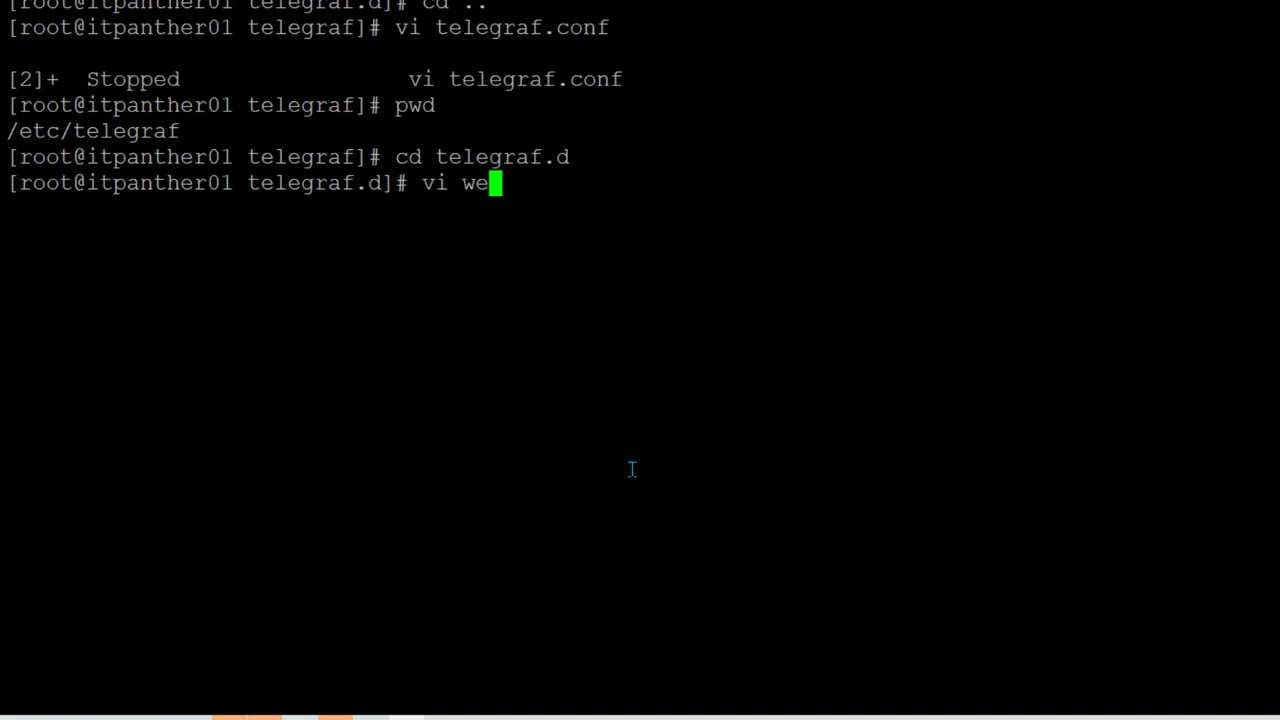 [root@itpanther01 telegraf.d]# cd ..
[root@itpanther01 telegraf]# vi telegraf.conf
[2]+  Stopped                 vi telegraf.conf
[root@itpanther01 telegraf]# pwd
/etc/telegraf
[root@itpanther01 telegraf]# cd telegraf.d
[root@itpanther01 telegraf.d]# vi we